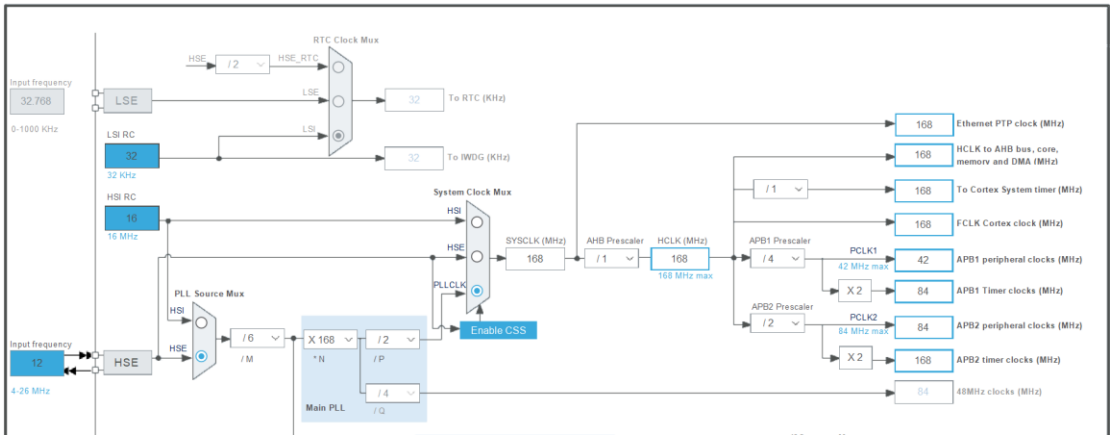 RTC Clock Mux
HSE
/ 2
HSE_RTC
Input frequency
32.768
LSE
LSE
32
To RTC (KHz)
0-1000 KHz
LSI RC
LSI
32
32 KHz
32
To IWDG (KHz)
HSI RC
16
16 MHz
System Clock Mux
HSI
HSE
PLLCLK
SYSCLK (MHz)
168
AHB Prescaler
/ 1
HCLK (MHz)
168
168 MHz max
Enable CSS
168
Ethernet PTP clock (MHz)
168
HCLK to AHB bus, core,
memory and DMA (MHz)
/ 1
168
To Cortex System timer (MHz)
168
FCLK Cortex clock (MHz)
APB1 Prescaler
/ 4
PCLK1
42 MHz max
42
APB1 peripheral clocks (MHz)
X 2
84
APB1 Timer clocks (MHz)
APB2 Prescaler
/ 2
PCLK2
84 MHz max
84
APB2 peripheral clocks (MHz)
X 2
168
APB2 timer clocks (MHz)
84
48MHz clocks (MHz)
PLL Source Mux
HSI
HSE
Input frequency
12
4-26 MHz
HSE
/ 6
/ M
X 168
* N
/ 2
/ P
/ 4
/ Q
Main PLL